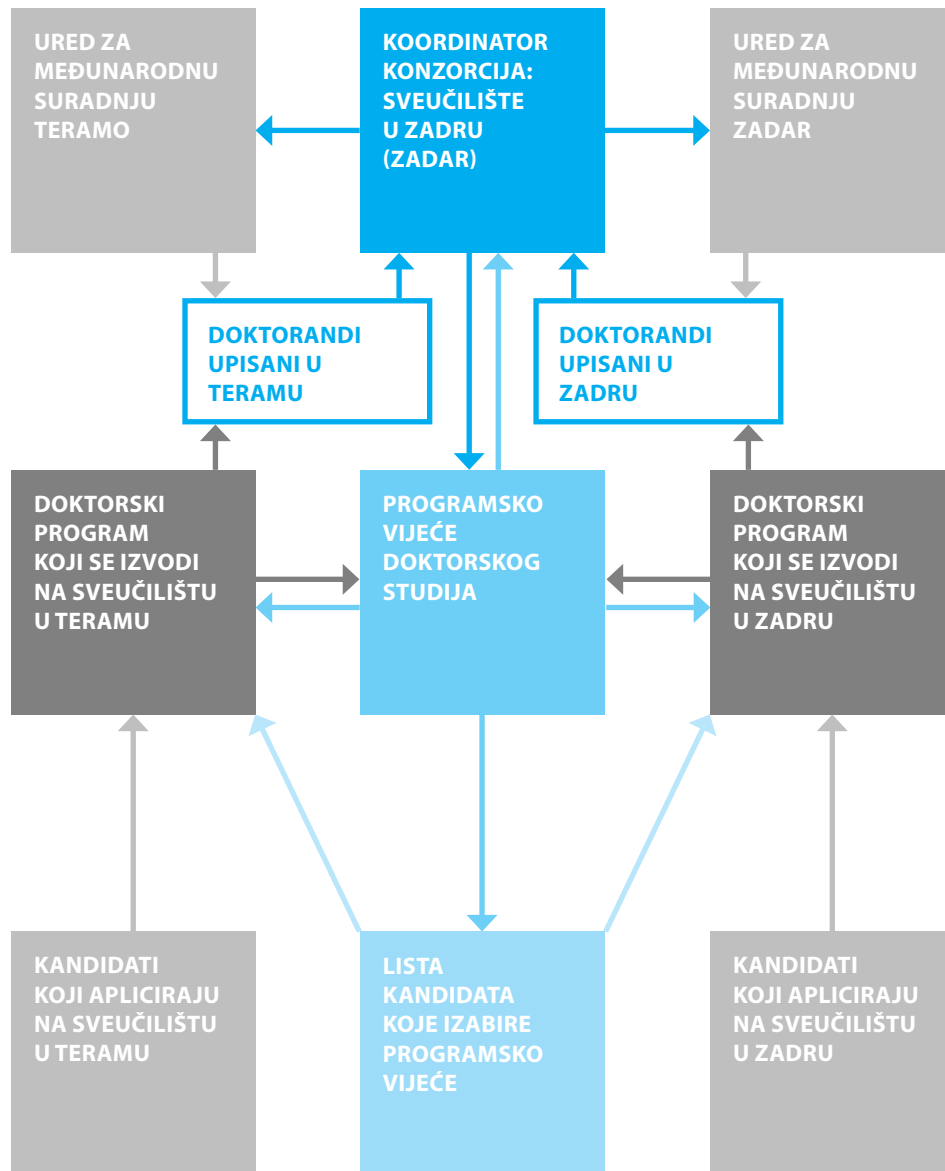 URED ZA
MEĐUNARODNU
SURADNJU
TERAMO
KOORDINATOR
KONZORCIJA:
SVEUČILIŠTE
U ZADRU
(ZADAR)
URED ZA
MEĐUNARODNU
SURADNJU
ZADAR
DOKTORANDI
UPISANI U
TERAMU
DOKTORANDI
UPISANI U
ZADRU
DOKTORSKI
PROGRAM
KOJI SE IZVODI
NA SVEUČILIŠTU
U TERAMU
PROGRAMSKO
VIJEĆE
DOKTORSKOG
STUDIJA
DOKTORSKI
PROGRAM
KOJI SE IZVODI
NA SVEUČILIŠTU
U ZADRU
KANDIDATI
KOJI APLICIRAJU
NA SVEUČILIŠTU
U TERAMU
LISTA
KANDIDATA
KOJE IZABIRE
PROGRAMSKO
VIJEĆE
KANDIDATI
KOJI APLICIRAJU
NA SVEUČILIŠTU
U ZADRU